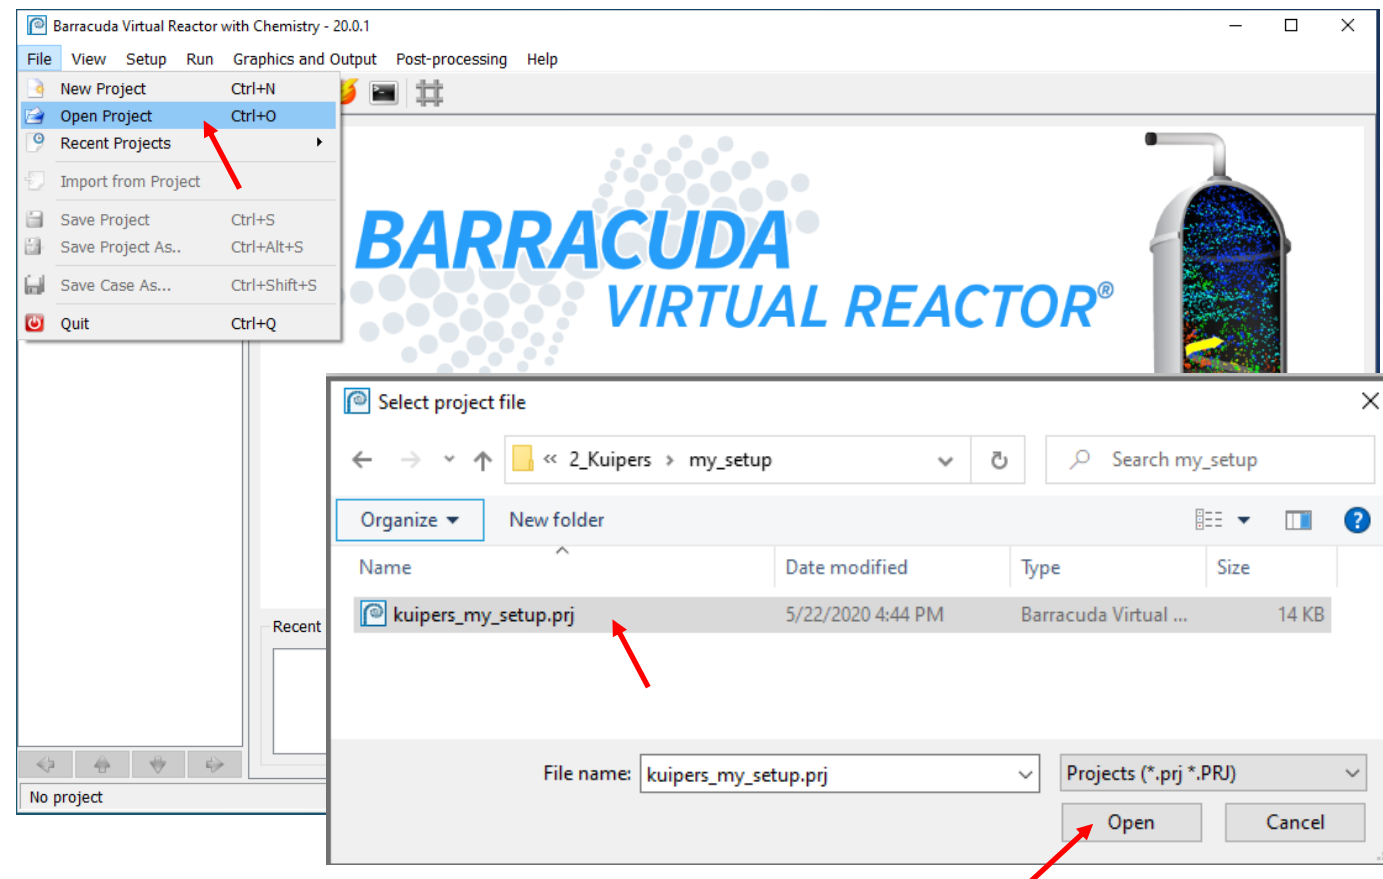 Barracuda Virtual Reactor with Chemistry - 20.0.1
File View Setup Run Graphics and Output Post-processing Help
New Project Ctrl+N
Open Project Ctrl+O
Recent Projects
Import from Project
Save Project Ctrl+S
Save Project As.. Ctrl+Alt+S
Save Case As... Ctrl+Shift+S
Quit Ctrl+Q
BARRACUDA
VIRTUAL REACTOR®
Select project file
« 2_Kuipers › my_setup
Search my_setup
Organize New folder
Name Date modified Type Size
kuipers_my_setup.prj 5/22/2020 4:44 PM Barracuda Virtual ... 14 KB
Recent
File name: kuipers_my_setup.prj Projects (*.prj *.PRJ)
Open Cancel
No project